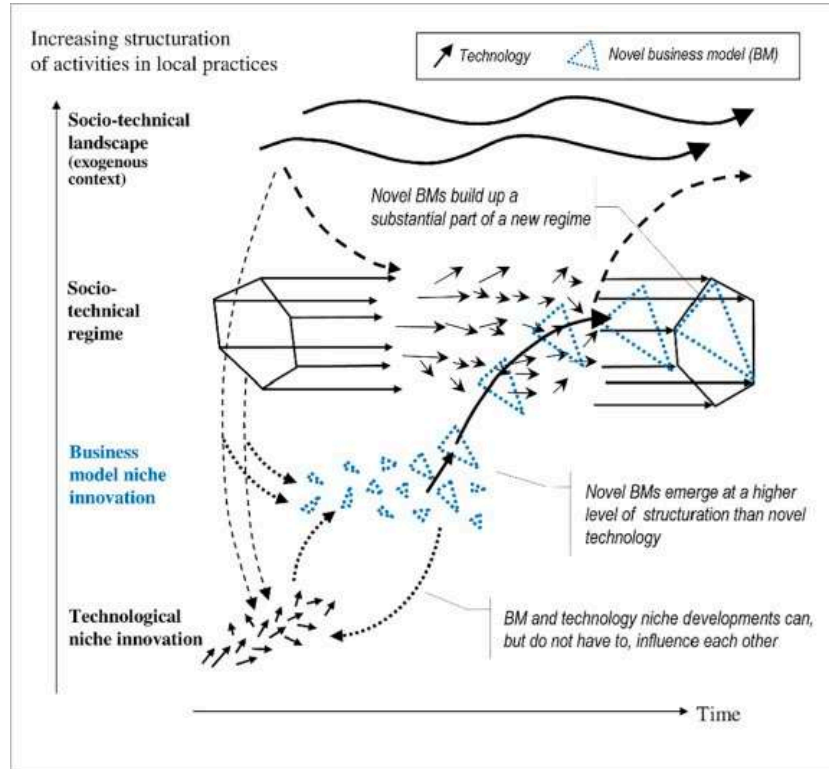 Increasing structuration
of activities in local practices
Technology
Novel business model (BM)
Socio-technical
landscape
(exogenous
context)
Novel BMs build up a
substantial part of a new regime
Socio-
technical
regime
Business
model niche
innovation
Novel BMs emerge at a higher
level of structuration than novel
technology
Technological
niche innovation
BM and technology niche developments can,
but do not have to, influence each other
Time